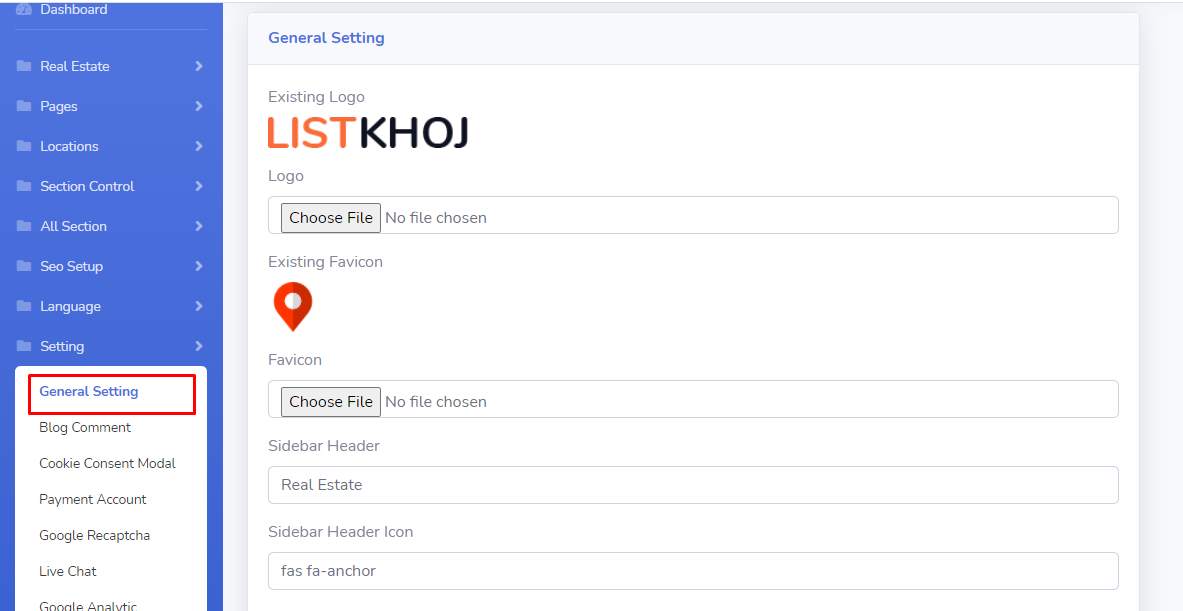 Dashboard
Real Estate
Pages
Locations
Section Control
All Section
Seo Setup
Language
Setting
General Setting
Blog Comment
Cookie Consent Modal
Payment Account
Google Recaptcha
Live Chat
Google Analytic
General Setting
Existing Logo
LISTKHOJ
Logo
Choose File No file chosen
Existing Favicon
Favicon
Choose File No file chosen
Sidebar Header
Real Estate
Sidebar Header Icon
fas fa-anchor